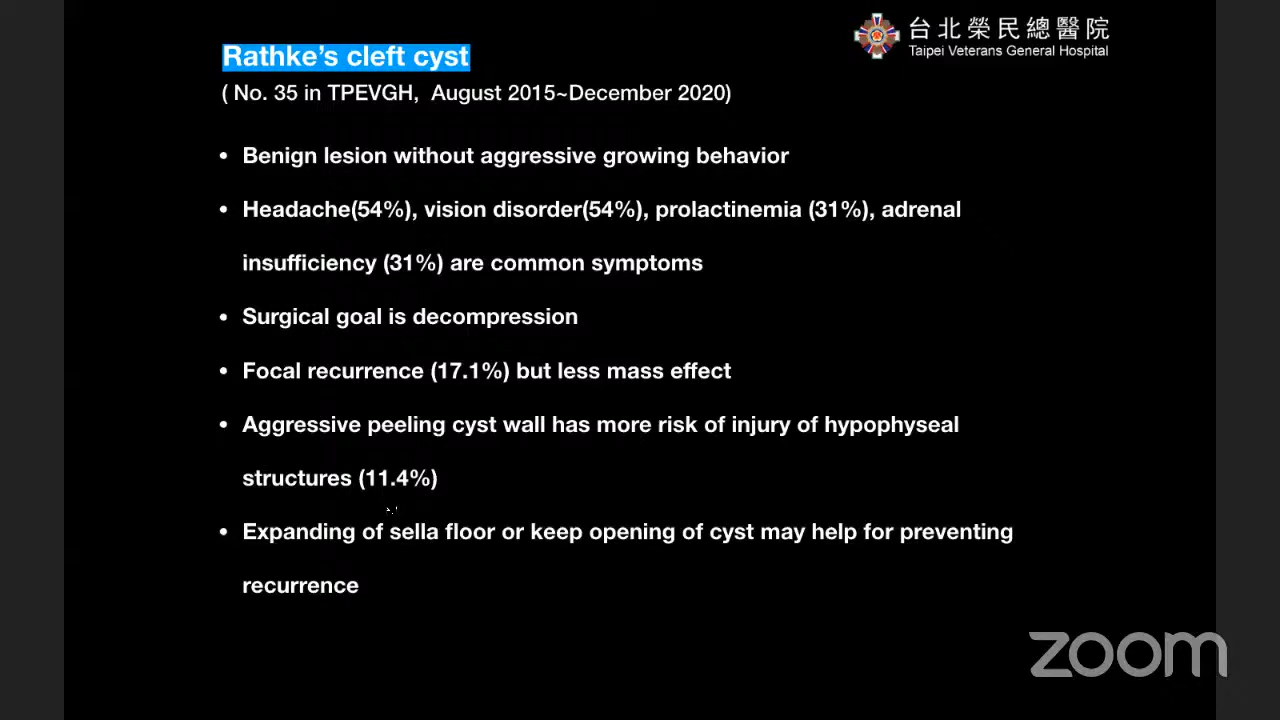 台北榮民總醫院
Taipei Veterans General Hospital
Rathke's cleft cyst
( No. 35 in TPEVGH,  August 2015~December 2020)
• Benign lesion without aggressive growing behavior
• Headache(54%), vision disorder(54%), prolactinemia (31%), adrenal
insufficiency (31%) are common symptoms
• Surgical goal is decompression
• Focal recurrence (17.1%) but less mass effect
• Aggressive peeling cyst wall has more risk of injury of hypophyseal
structures (11.4%)
• Expanding of sella floor or keep opening of cyst may help for preventing
recurrence
zoom